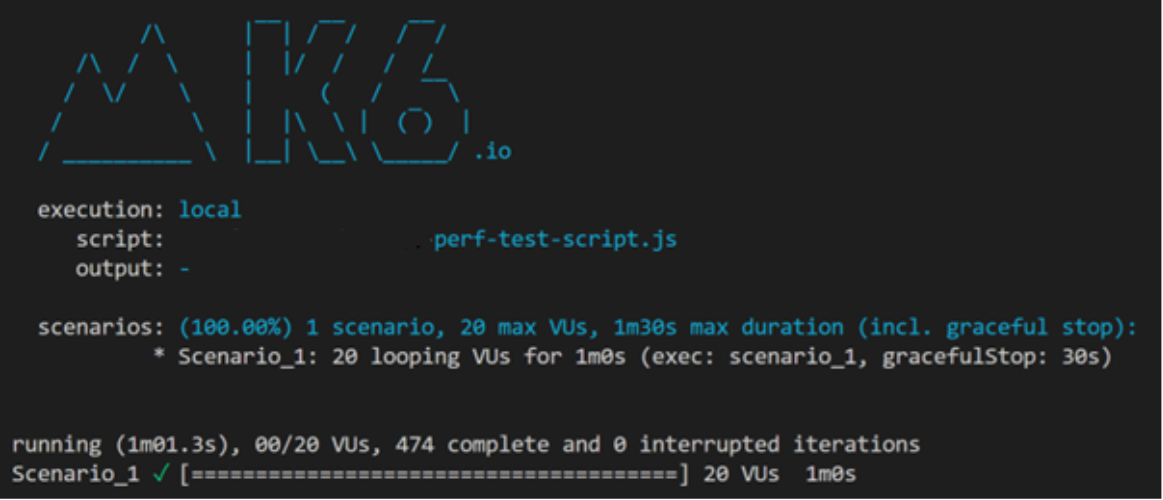 K6
.io
execution: local
script: perf-test-script.js
output: -
scenarios: (100.00%) 1 scenario, 20 max VUs, 1m30s max duration (incl. graceful stop):
* Scenario_1: 20 looping VUs for 1m0s (exec: scenario_1, gracefulStop: 30s)
running (1m01.3s), 00/20 VUs, 474 complete and 0 interrupted iterations
Scenario_1 ✓ [======================================] 20 VUs 1m0s